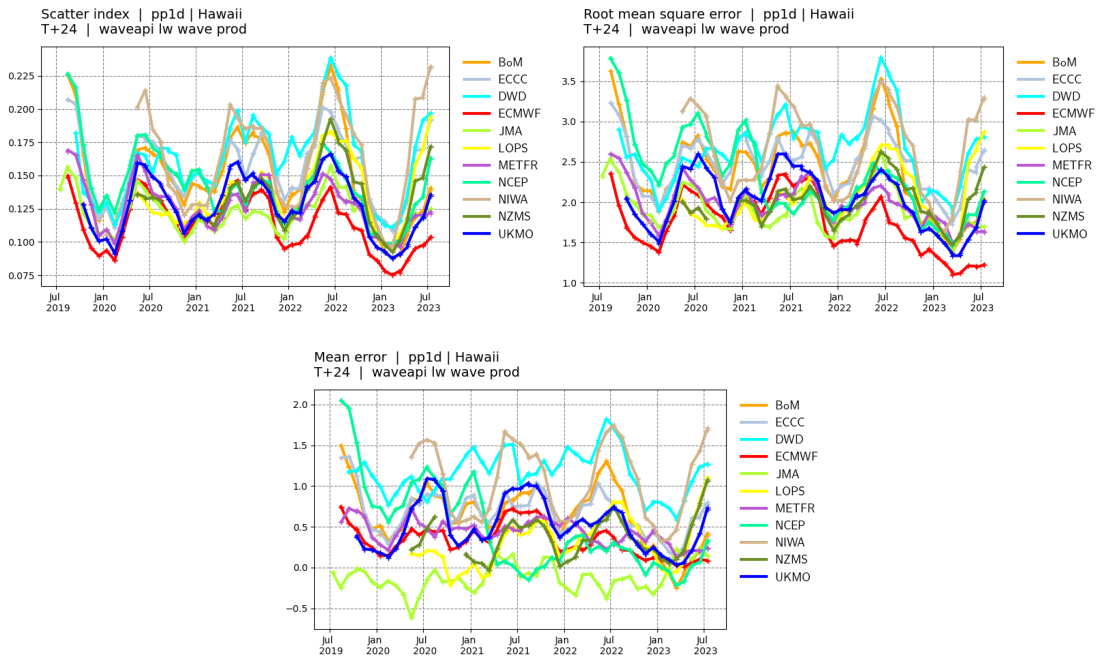 Scatter index | pp1d | Hawaii
T+24 | waveapi lw wave prod
0.225
0.200
0.175
0.150
0.125
0.100
0.075
Jul 2019
Jan 2020
Jul 2020
Jan 2021
Jul 2021
Jan 2022
Jul 2022
Jan 2023
Jul 2023
BoM
ECCC
DWD
ECMWF
JMA
LOPS
METFR
NCEP
NIWA
NZMS
UKMO
Root mean square error | pp1d | Hawaii
T+24 | waveapi lw wave prod
3.5
3.0
2.5
2.0
1.5
1.0
Jul 2019
Jan 2020
Jul 2020
Jan 2021
Jul 2021
Jan 2022
Jul 2022
Jan 2023
Jul 2023
BoM
ECCC
DWD
ECMWF
JMA
LOPS
METFR
NCEP
NIWA
NZMS
UKMO
Mean error | pp1d | Hawaii
T+24 | waveapi lw wave prod
2.0
1.5
1.0
0.5
0.0
−0.5
Jul 2019
Jan 2020
Jul 2020
Jan 2021
Jul 2021
Jan 2022
Jul 2022
Jan 2023
Jul 2023
BoM
ECCC
DWD
ECMWF
JMA
LOPS
METFR
NCEP
NIWA
NZMS
UKMO